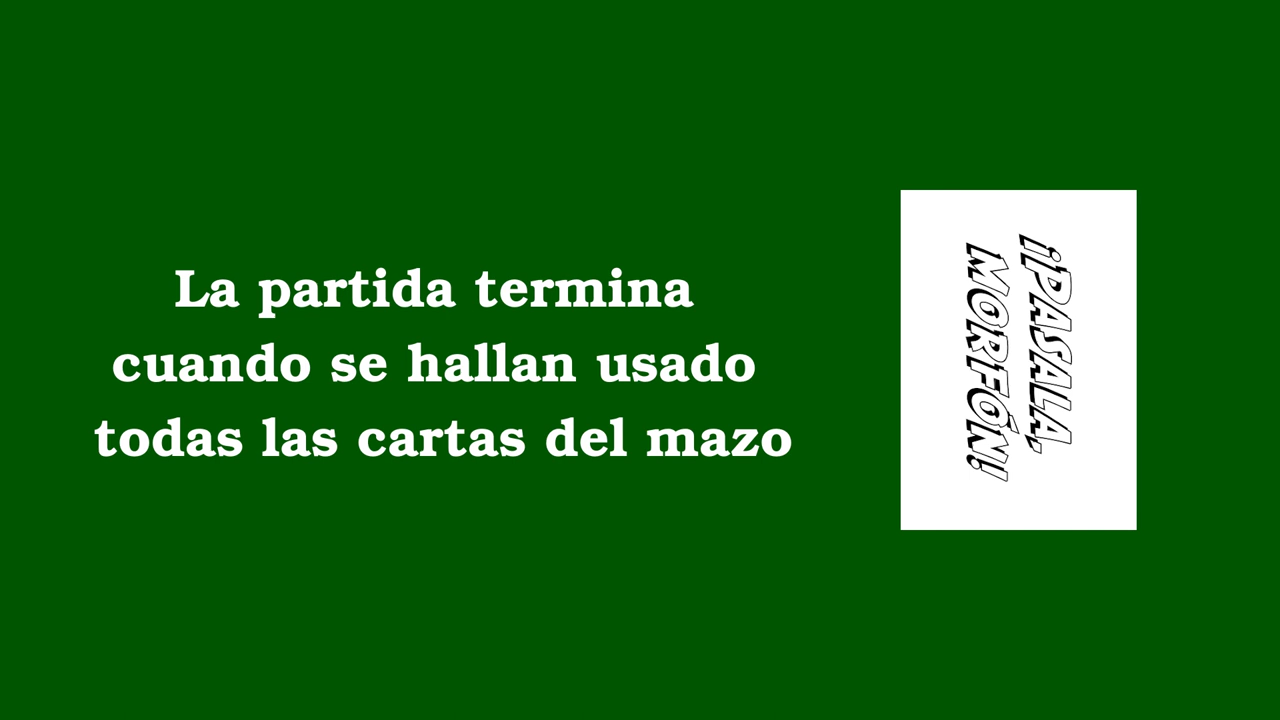 La partida termina
cuando se hallan usado
todas las cartas del mazo
¡PASALA,
MORFÓN!